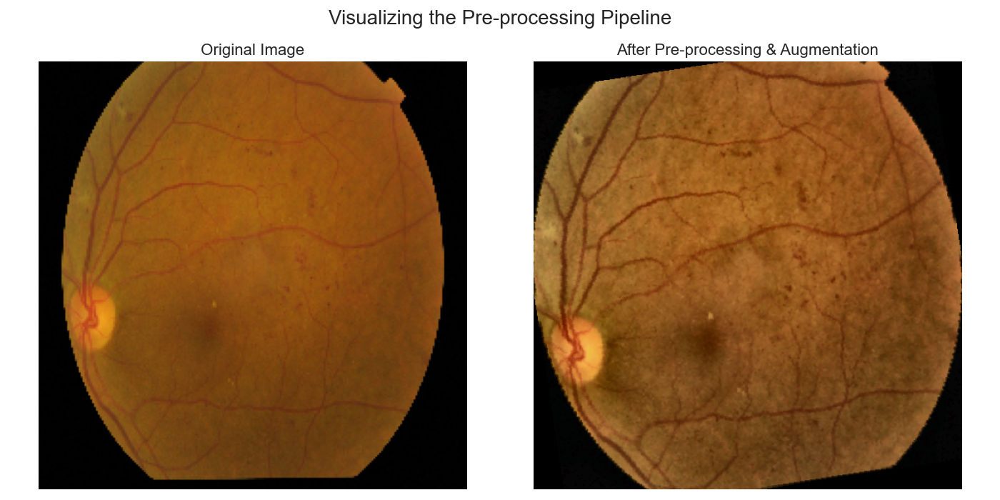 Visualizing the Pre-processing Pipeline
Original Image
After Pre-processing & Augmentation